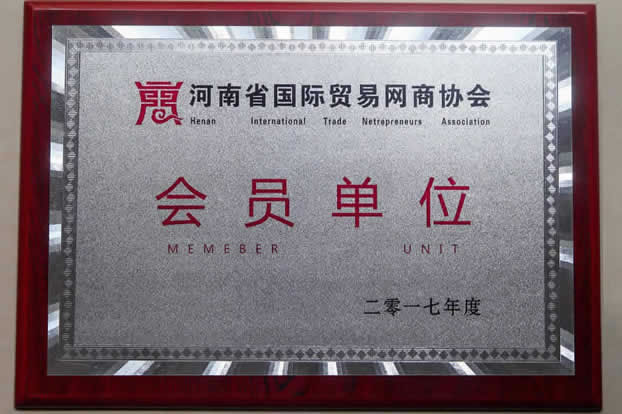 河南省国际贸易网商协会
Henan International Trade Netrepreneurs Association
会员单位
MEMEBER UNIT
二零一七年度